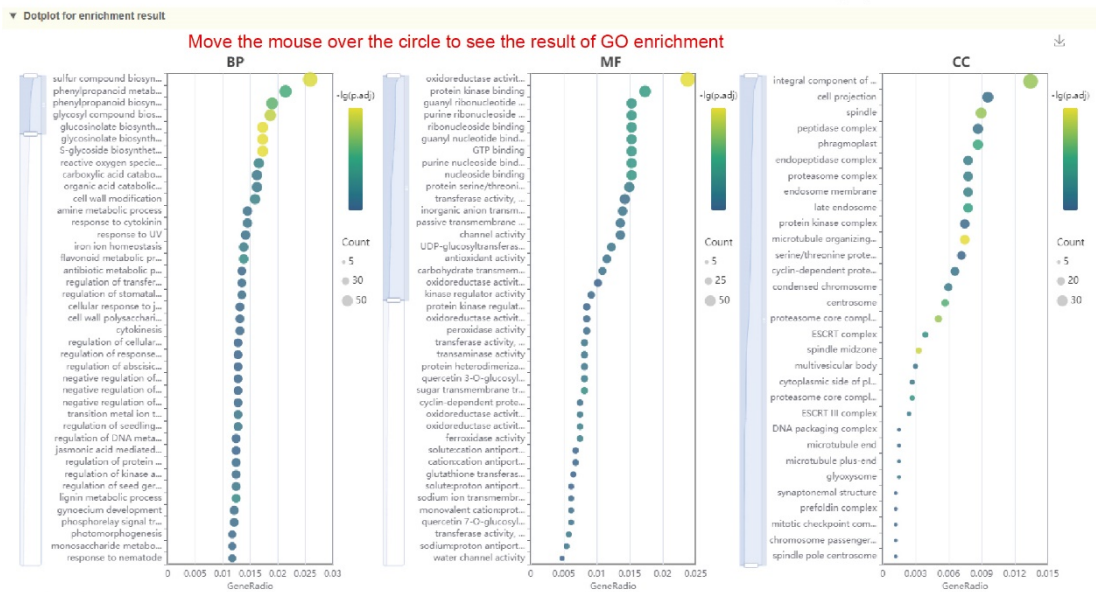 ▼ Dotplot for enrichment result
Move the mouse over the circle to see the result of GO enrichment
BP
sulfur compound biosyn...
phenylpropanoid metab...
phenylpropanoid biosyn...
glycosyl compound bios...
glucosinolate biosynth...
glycosinolate biosynth...
S-glycoside biosynthet...
reactive oxygen specie...
carboxylic acid catabo...
organic acid catabolic...
cell wall modification
amine metabolic process
response to cytokinin
response to UV
iron ion homeostasis
flavonoid metabolic pr...
antibiotic metabolic p...
regulation of transfer...
regulation of stomatal...
cellular response to j...
cell wall polysacchari...
cytokinesis
regulation of cellular...
regulation of response...
regulation of abscisic...
negative regulation of...
negative regulation of...
negative regulation of...
transition metal ion t...
regulation of seedling...
regulation of DNA meta...
jasmonic acid mediated...
regulation of protein ...
regulation of kinase a...
regulation of seed ger...
lignin metabolic process
gynoecium development
phosphorelay signal tr...
photomorphogenesis
monosaccharide metabo...
response to nematode
0 0.005 0.01 0.015 0.02 0.025 0.03
GeneRadio
-lg(p.adj)
Count
5
30
50
MF
oxidoreductase activit...
protein kinase binding
guanyl ribonucleotide ...
purine ribonucleoside ...
ribonucleoside binding
guanyl nucleotide bind...
GTP binding
purine nucleoside bind...
nucleoside binding
protein serine/threoni...
transferase activity, ...
inorganic anion transm...
passive transmembrane ...
channel activity
UDP-glucosyltransferas...
antioxidant activity
carbohydrate transmem...
oxidoreductase activit...
kinase regulator activity
protein kinase regulat...
oxidoreductase activit...
peroxidase activity
transferase activity, ...
transaminase activity
protein heterodimeriza...
quercetin 3-O-glucosyl...
sugar transmembrane tr...
cyclin-dependent prote...
oxidoreductase activit...
oxidoreductase activit...
ferroxidase activity
solute:cation antiport...
cation:cation antiport...
glutathione transferas...
solute:proton antiport...
sodium ion transmembr...
monovalent cation:prot...
quercetin 7-O-glucosyl...
transferase activity, ...
sodium:proton antiport...
water channel activity
0 0.005 0.01 0.015 0.02 0.025
GeneRadio
-lg(p.adj)
Count
5
25
50
CC
integral component of ...
cell projection
spindle
peptidase complex
phragmoplast
endopeptidase complex
proteasome complex
endosome membrane
late endosome
protein kinase complex
microtubule organizing...
serine/threonine prote...
cyclin-dependent prote...
condensed chromosome
centrosome
proteasome core compl...
ESCRT complex
spindle midzone
multivesicular body
cytoplasmic side of pl...
proteasome core compl...
ESCRT III complex
DNA packaging complex
microtubule end
microtubule plus-end
glyoxysome
synaptonemal structure
prefoldin complex
mitotic checkpoint com...
chromosome passenger...
spindle pole centrosome
0 0.003 0.006 0.009 0.012 0.015
GeneRadio
-lg(p.adj)
Count
5
20
30